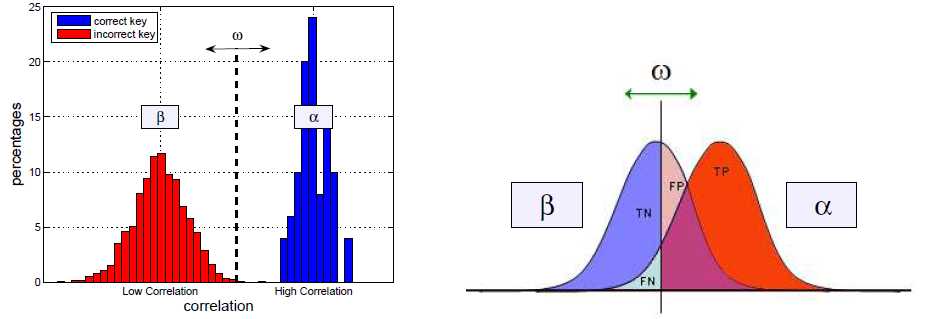 25
20
15
10
5
0
percentages
correct key
incorrect key
ω
β
α
Low Correlation
High Correlation
correlation
ω
β
α
TN
FP
TP
FN